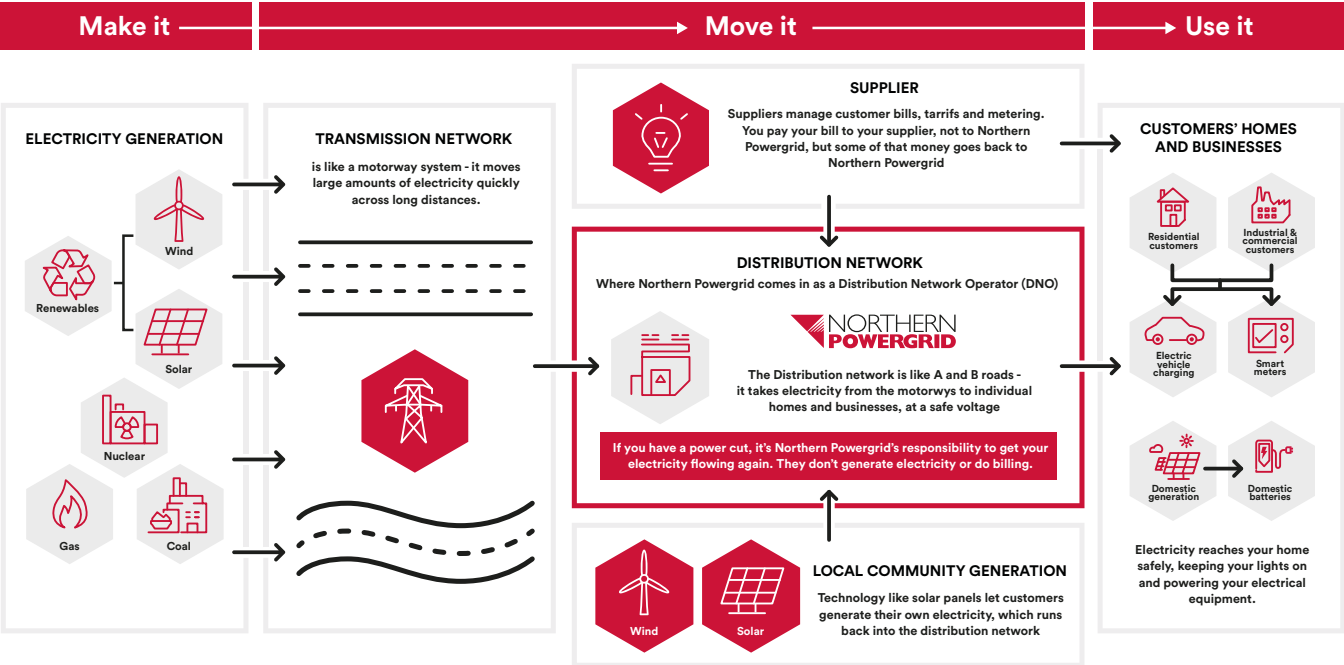 Make it
Move it
Use it
ELECTRICITY GENERATION
Wind
Renewables
Solar
Nuclear
Gas
Coal
TRANSMISSION NETWORK
is like a motorway system - it moves
large amounts of electricity quickly
across long distances.
SUPPLIER
Suppliers manage customer bills, tarrifs and metering.
You pay your bill to your supplier, not to Northern
Powergrid, but some of that money goes back to
Northern Powergrid
DISTRIBUTION NETWORK
Where Northern Powergrid comes in as a Distribution Network Operator (DNO)
NORTHERN
POWERGRID
The Distribution network is like A and B roads -
it takes electricity from the motorwys to individual
homes and businesses, at a safe voltage
If you have a power cut, it's Northern Powergrid's responsibility to get your
electricity flowing again. They don't generate electricity or do billing.
Wind
Solar
LOCAL COMMUNITY GENERATION
Technology like solar panels let customers
generate their own electricity, which runs
back into the distribution network
CUSTOMERS' HOMES
AND BUSINESSES
Residential
customers
Industrial &
commercial
customers
Electric
vehicle
charging
Smart
meters
Domestic
generation
Domestic
batteries
Electricity reaches your home
safely, keeping your lights on
and powering your electrical
equipment.